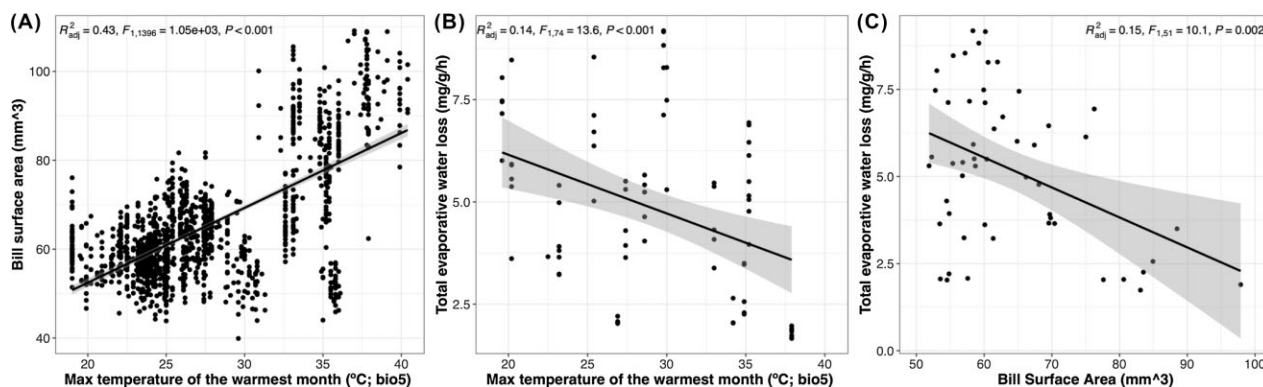 (A)
R²adj = 0.43, F1,1396 = 1.05e+03, P < 0.001
Bill surface area (mm^3)
100
80
60
40
20 25 30 35 40
Max temperature of the warmest month (ºC; bio5)
(B)
R²adj = 0.14, F1,74 = 13.6, P < 0.001
Total evaporative water loss (mg/g/h)
7.5
5.0
2.5
20 25 30 35 40
Max temperature of the warmest month (ºC; bio5)
(C)
R²adj = 0.15, F1,51 = 10.1, P = 0.002
Total evaporative water loss (mg/g/h)
7.5
5.0
2.5
0.0
50 60 70 80 90 100
Bill Surface Area (mm^3)